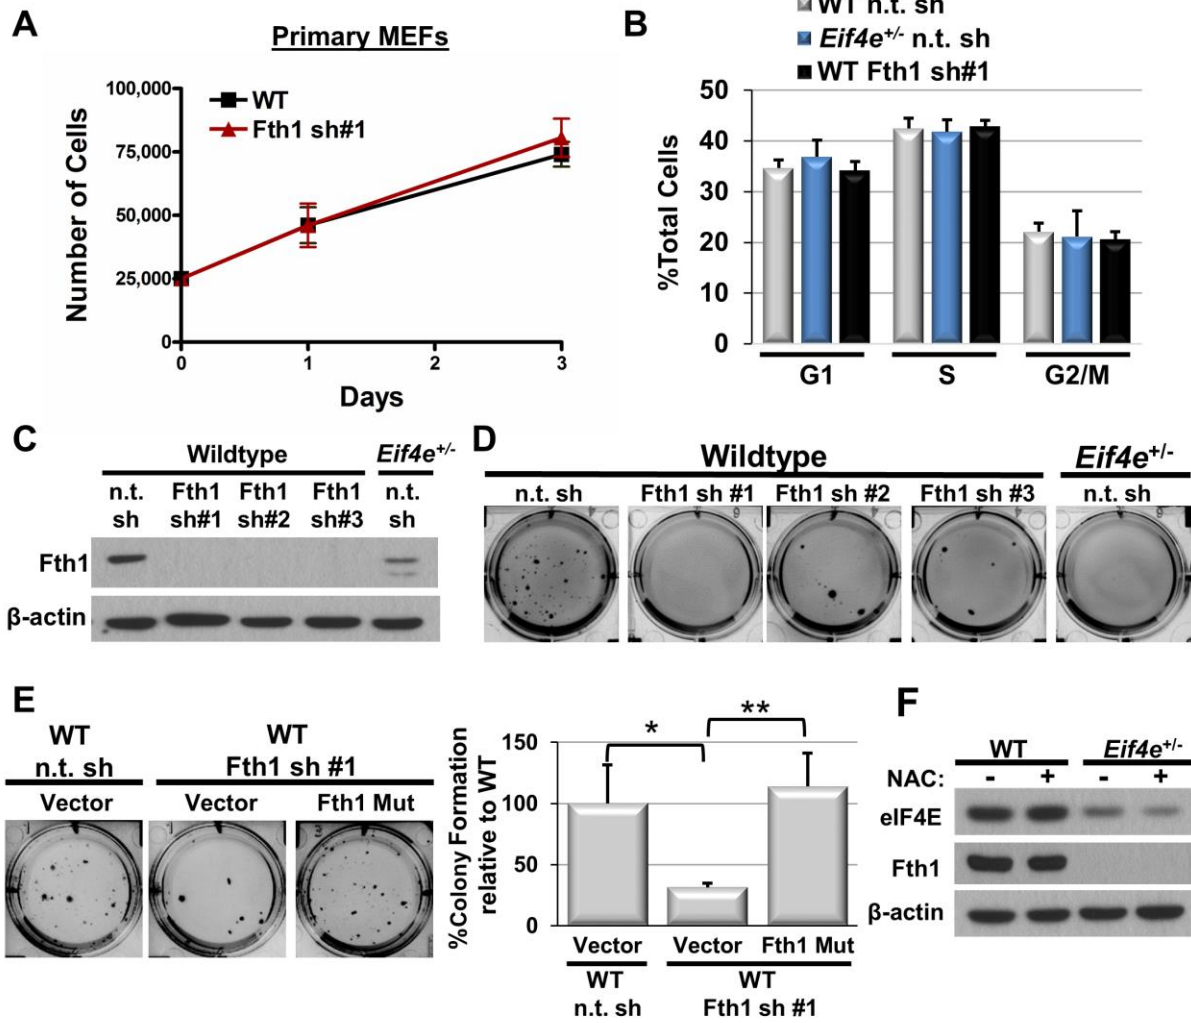 A
Primary MEFs
100,000
75,000
50,000
25,000
0
WT
Fth1 sh#1
Number of Cells
0
1
2
3
Days
B
WT n.t. sh
Eif4e+/- n.t. sh
WT Fth1 sh#1
50
40
30
20
10
0
%Total Cells
G1
S
G2/M
C
Wildtype
Eif4e+/-
n.t. Fth1 Fth1 Fth1 n.t.
sh sh#1 sh#2 sh#3 sh
Fth1
β-actin
D
Wildtype
Eif4e+/-
n.t. sh
Fth1 sh #1
Fth1 sh #2
Fth1 sh #3
n.t. sh
E
WT
n.t. sh
WT
Fth1 sh #1
Vector
Vector
Fth1 Mut
%Colony Formation
relative to WT
150
100
50
0
*
**
Vector
Vector
Fth1 Mut
WT
n.t. sh
WT
Fth1 sh #1
F
WT
Eif4e+/-
NAC: - + - +
eIF4E
Fth1
β-actin